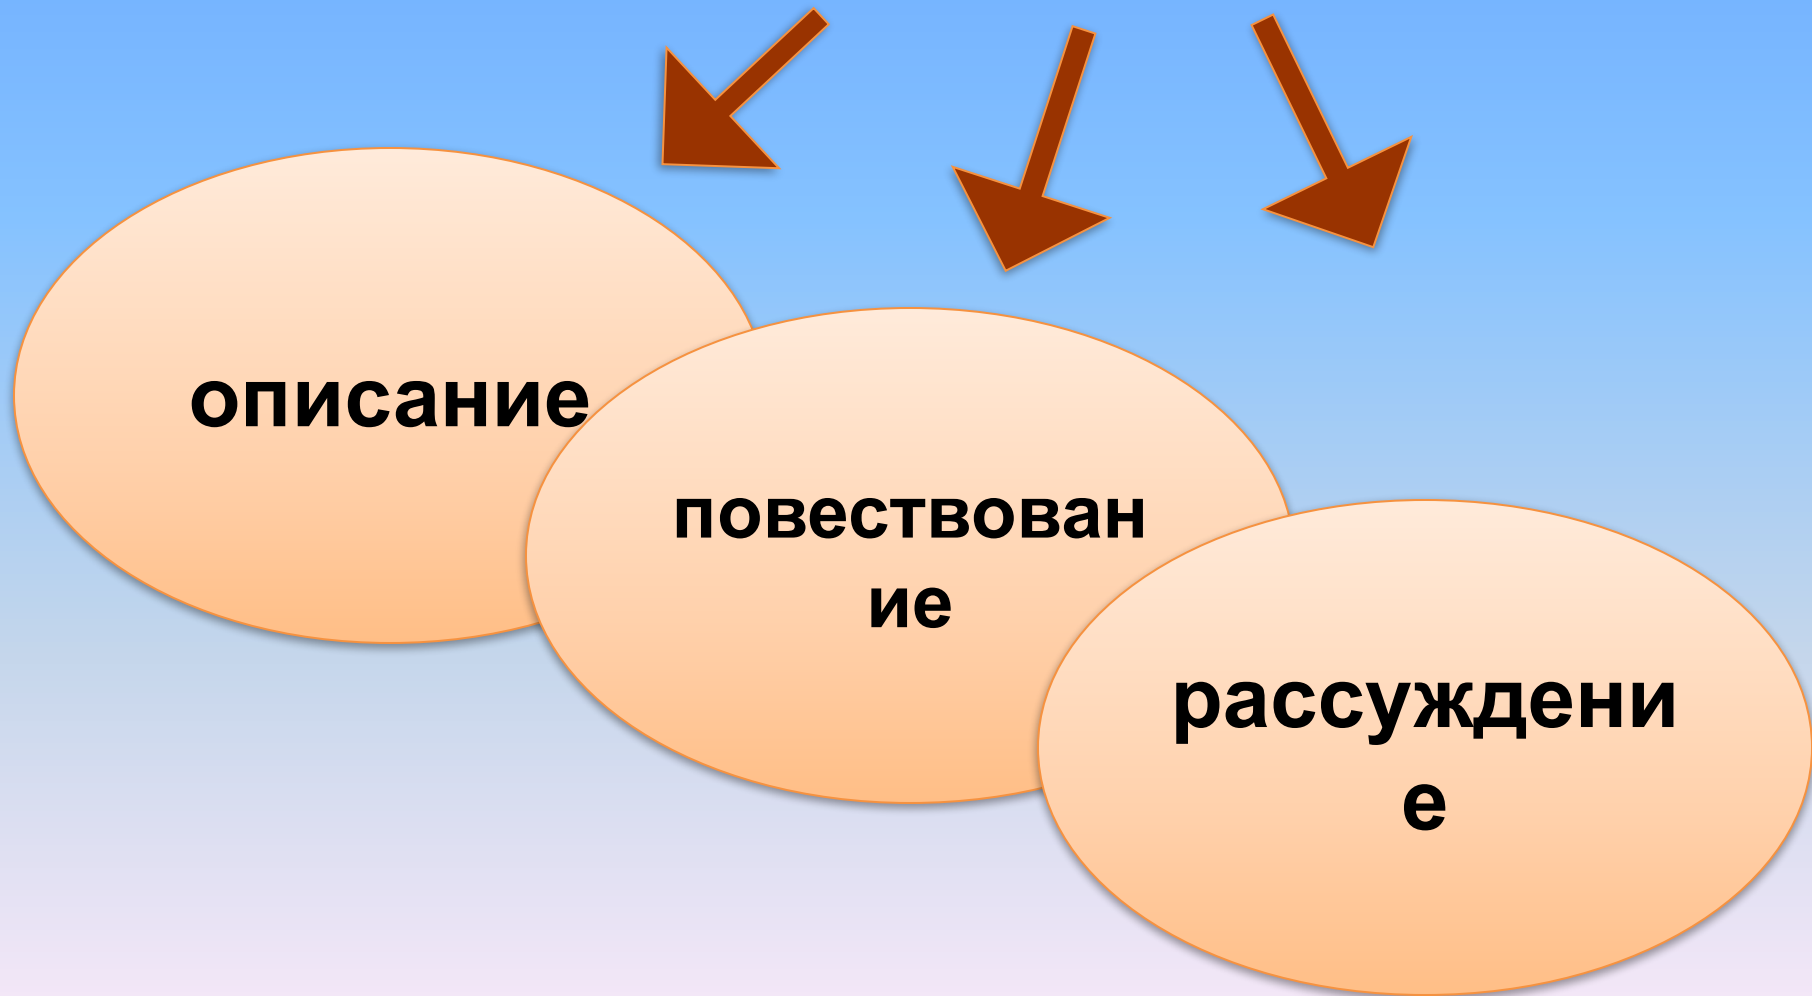 описание
повествован
ие
рассуждени
е